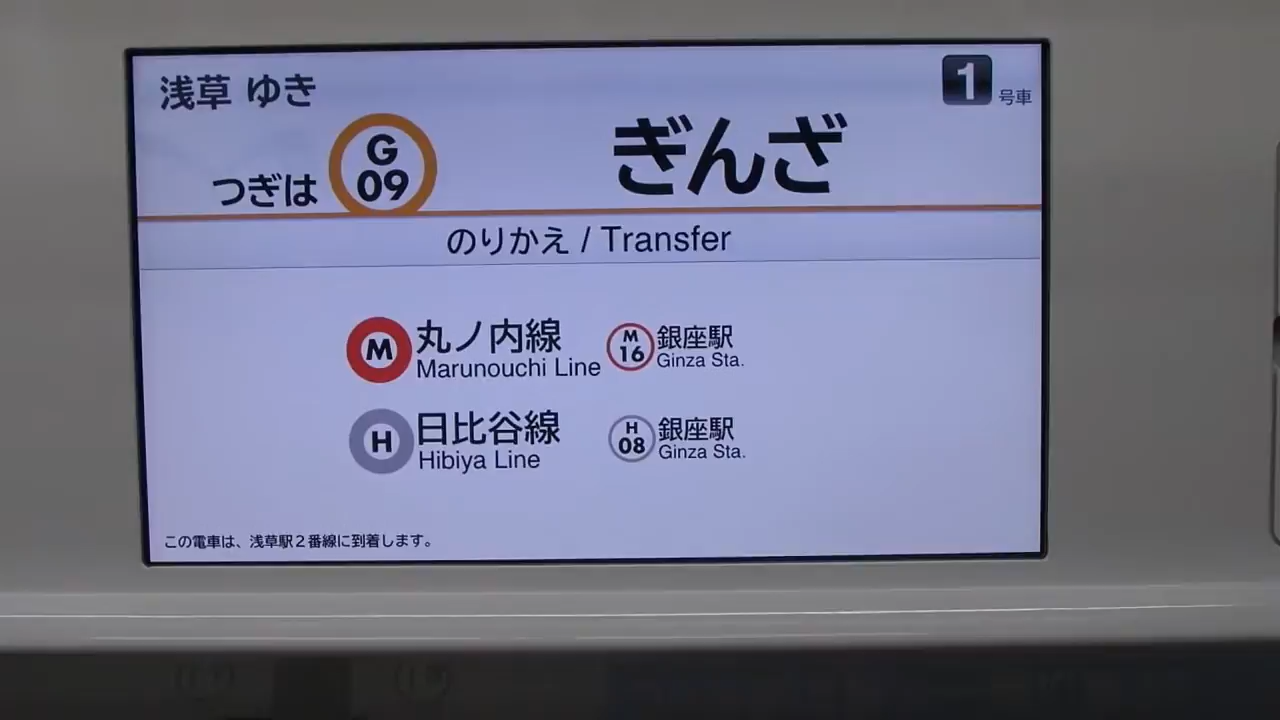 浅草 ゆき
1 号車
つぎは
G
09
ぎんざ
のりかえ / Transfer
M 丸ノ内線
Marunouchi Line
M
16
銀座駅
Ginza Sta.
H 日比谷線
Hibiya Line
H
08
銀座駅
Ginza Sta.
この電車は、浅草駅２番線に到着します。